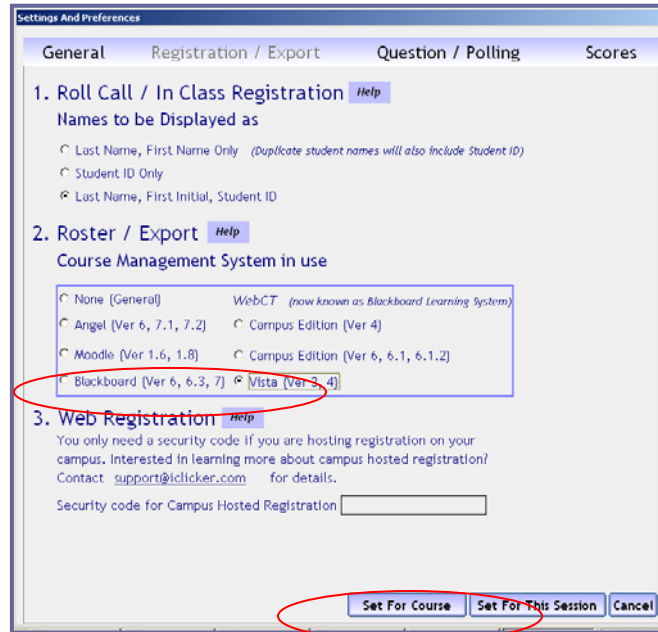 Settings And Preferences
General Registration / Export Question / Polling Scores
1. Roll Call / In Class Registration Help
Names to be Displayed as
Last Name, First Name Only (Duplicate student names will also include Student ID)
Student ID Only
Last Name, First Initial, Student ID
2. Roster / Export Help
Course Management System in use
None (General) WebCT (now known as Blackboard Learning System)
Angel (Ver 6, 7.1, 7.2) Campus Edition (Ver 4)
Moodle (Ver 1.6, 1.8) Campus Edition (Ver 6, 6.1, 6.1.2)
Blackboard (Ver 6, 6.3, 7) Vista (Ver 3, 4)
3. Web Registration Help
You only need a security code if you are hosting registration on your
campus. Interested in learning more about campus hosted registration?
Contact support@iclicker.com for details.
Security code for Campus Hosted Registration
Set For Course Set For This Session Cancel